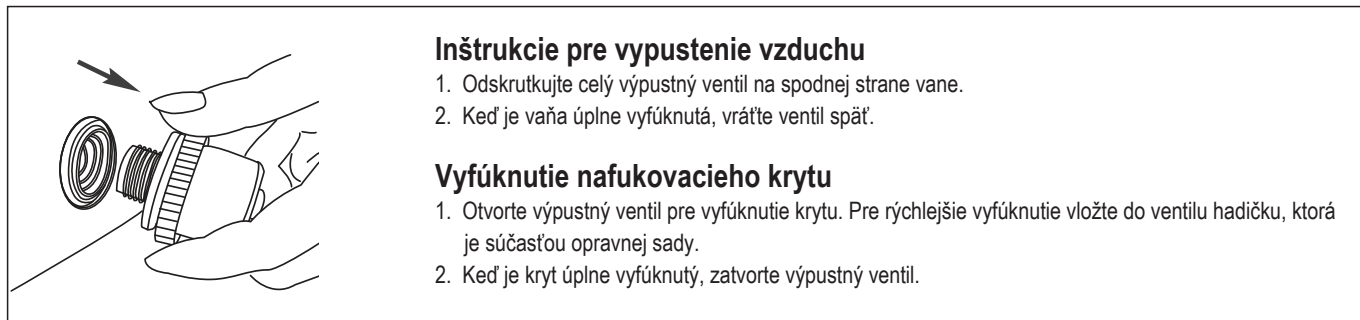 Inštrukcie pre vypustenie vzduchu
1. Odskrutkujte celý výpustný ventil na spodnej strane vane.
2. Keď je vaňa úplne vyfúknutá, vráťte ventil späť.
Vyfúknutie nafukovacieho krytu
1. Otvorte výpustný ventil pre vyfúknutie krytu. Pre rýchlejšie vyfúknutie vložte do ventilu hadičku, ktorá
je súčasťou opravnej sady.
2. Keď je kryt úplne vyfúknutý, zatvorte výpustný ventil.